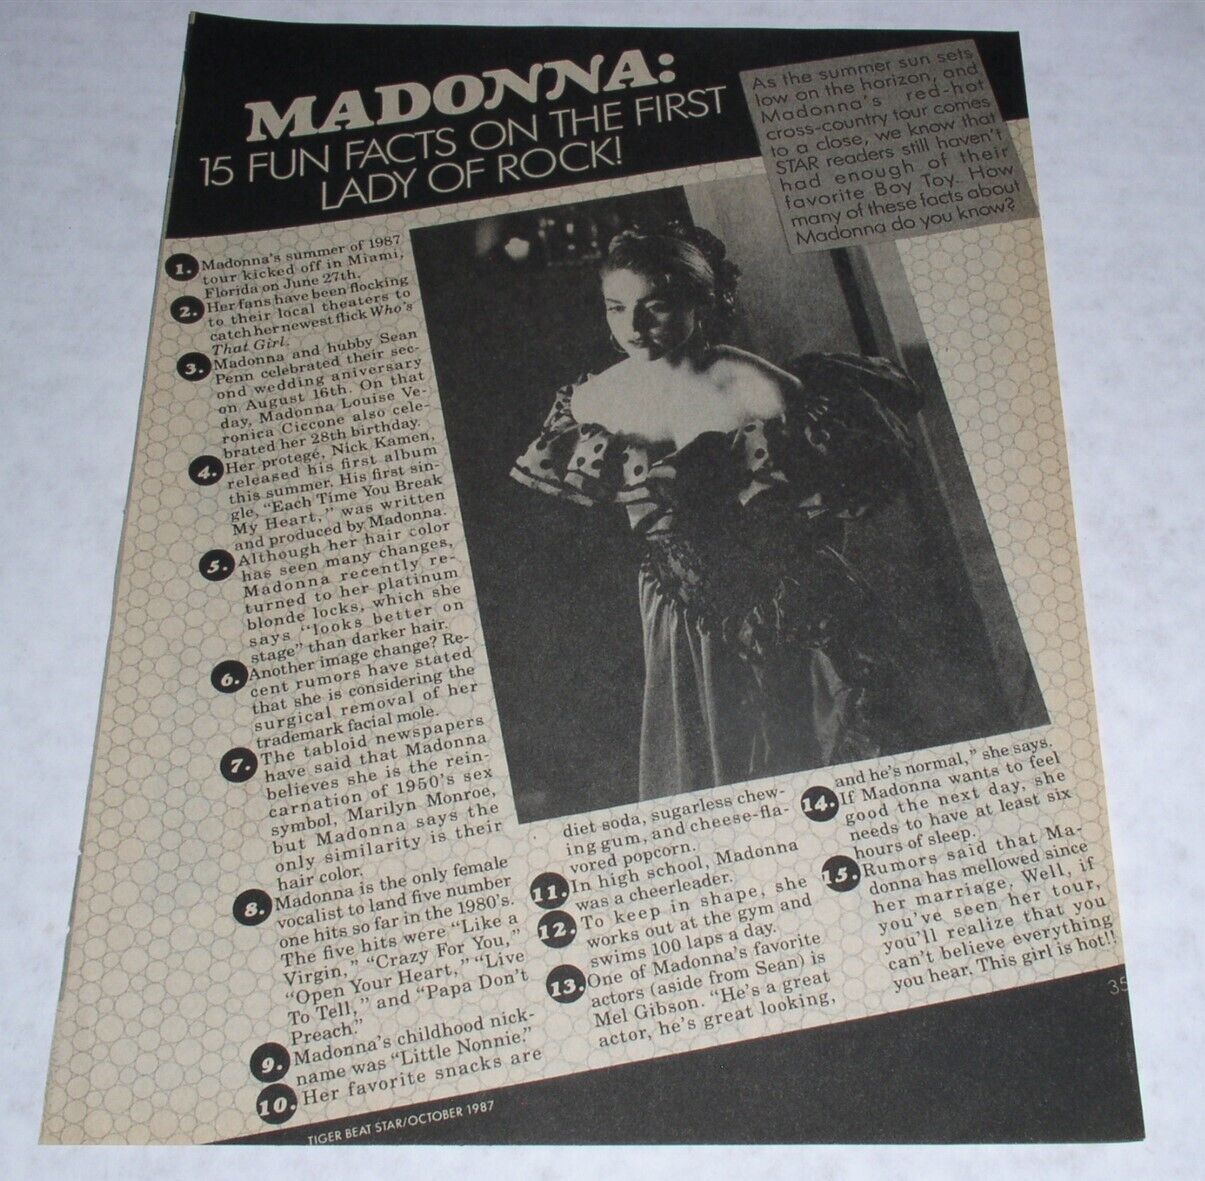 MADONNA:
15 FUN FACTS ON THE FIRST
LADY OF ROCK!
As the summer sun sets
low on the horizon, and
Madonna's red-hot
cross-country tour comes
to a close, we know that
STAR readers still haven't
had enough of their
favorite Boy Toy. How
many of these facts about
Madonna do you know?
1. Madonna's summer of 1987
tour kicked off in Miami,
Florida on June 27th.
2. Her fans have been flocking
to their local theaters to
catch her newest flick Who's
That Girl.
3. Madonna and hubby Sean
Penn celebrated their sec-
ond wedding aniversary
on August 16th. On that
day, Madonna Louise Ve-
ronica Ciccone also cele-
brated her 28th birthday.
4. Her protegé, Nick Kamen,
released his first album
this summer. His first sin-
gle, "Each Time You Break
My Heart," was written
and produced by Madonna.
5. Although her hair color
has seen many changes,
Madonna recently re-
turned to her platinum
blonde locks, which she
says "looks better on
stage" than darker hair.
6. Another image change? Re-
cent rumors have stated
that she is considering the
surgical removal of her
trademark facial mole.
7. The tabloid newspapers
have said that Madonna
believes she is the rein-
carnation of 1950's sex
symbol, Marilyn Monroe,
but Madonna says the
only similarity is their
hair color.
8. Madonna is the only female
vocalist to land five number
one hits so far in the 1980's.
The five hits were "Like a
Virgin," "Crazy For You,"
"Open Your Heart," "Live
To Tell," and "Papa Don't
Preach."
9. Madonna's childhood nick-
name was "Little Nonnie."
10. Her favorite snacks are
diet soda, sugarless chew-
ing gum, and cheese-fla-
vored popcorn.
11. In high school, Madonna
was a cheerleader.
12. To keep in shape, she
works out at the gym and
swims 100 laps a day.
13. One of Madonna's favorite
actors (aside from Sean) is
Mel Gibson. "He's a great
actor, he's great looking,
and he's normal," she says.
14. If Madonna wants to feel
good the next day, she
needs to have at least six
hours of sleep.
15. Rumors said that Ma-
donna has mellowed since
her marriage. Well, if
you've seen her tour,
you'll realize that you
can't believe everything
you hear. This girl is hot!!
35
TIGER BEAT STAR/OCTOBER 1987